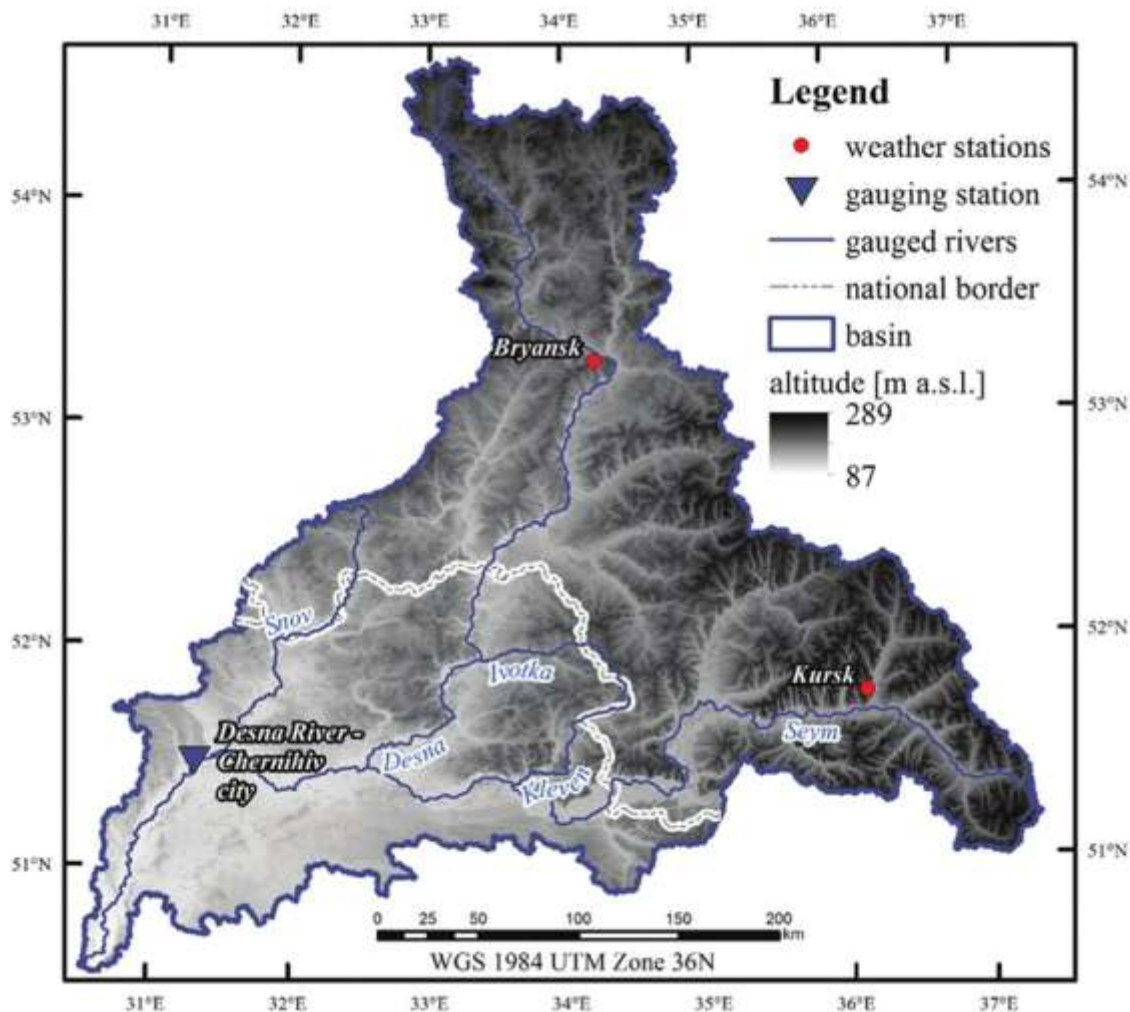 31°E 32°E 33°E 34°E 35°E 36°E 37°E
Legend
weather stations
gauging station
gauged rivers
national border
basin
altitude [m a.s.l.]
289
87
54°N 54°N
53°N 53°N
52°N 52°N
51°N 51°N
Bryansk
Snov
Ivotka
Kursk
Desna River -
Chernihiv
city
Desna
Seym
Kleven
0 25 50 100 150 200
km
WGS 1984 UTM Zone 36N
31°E 32°E 33°E 34°E 35°E 36°E 37°E